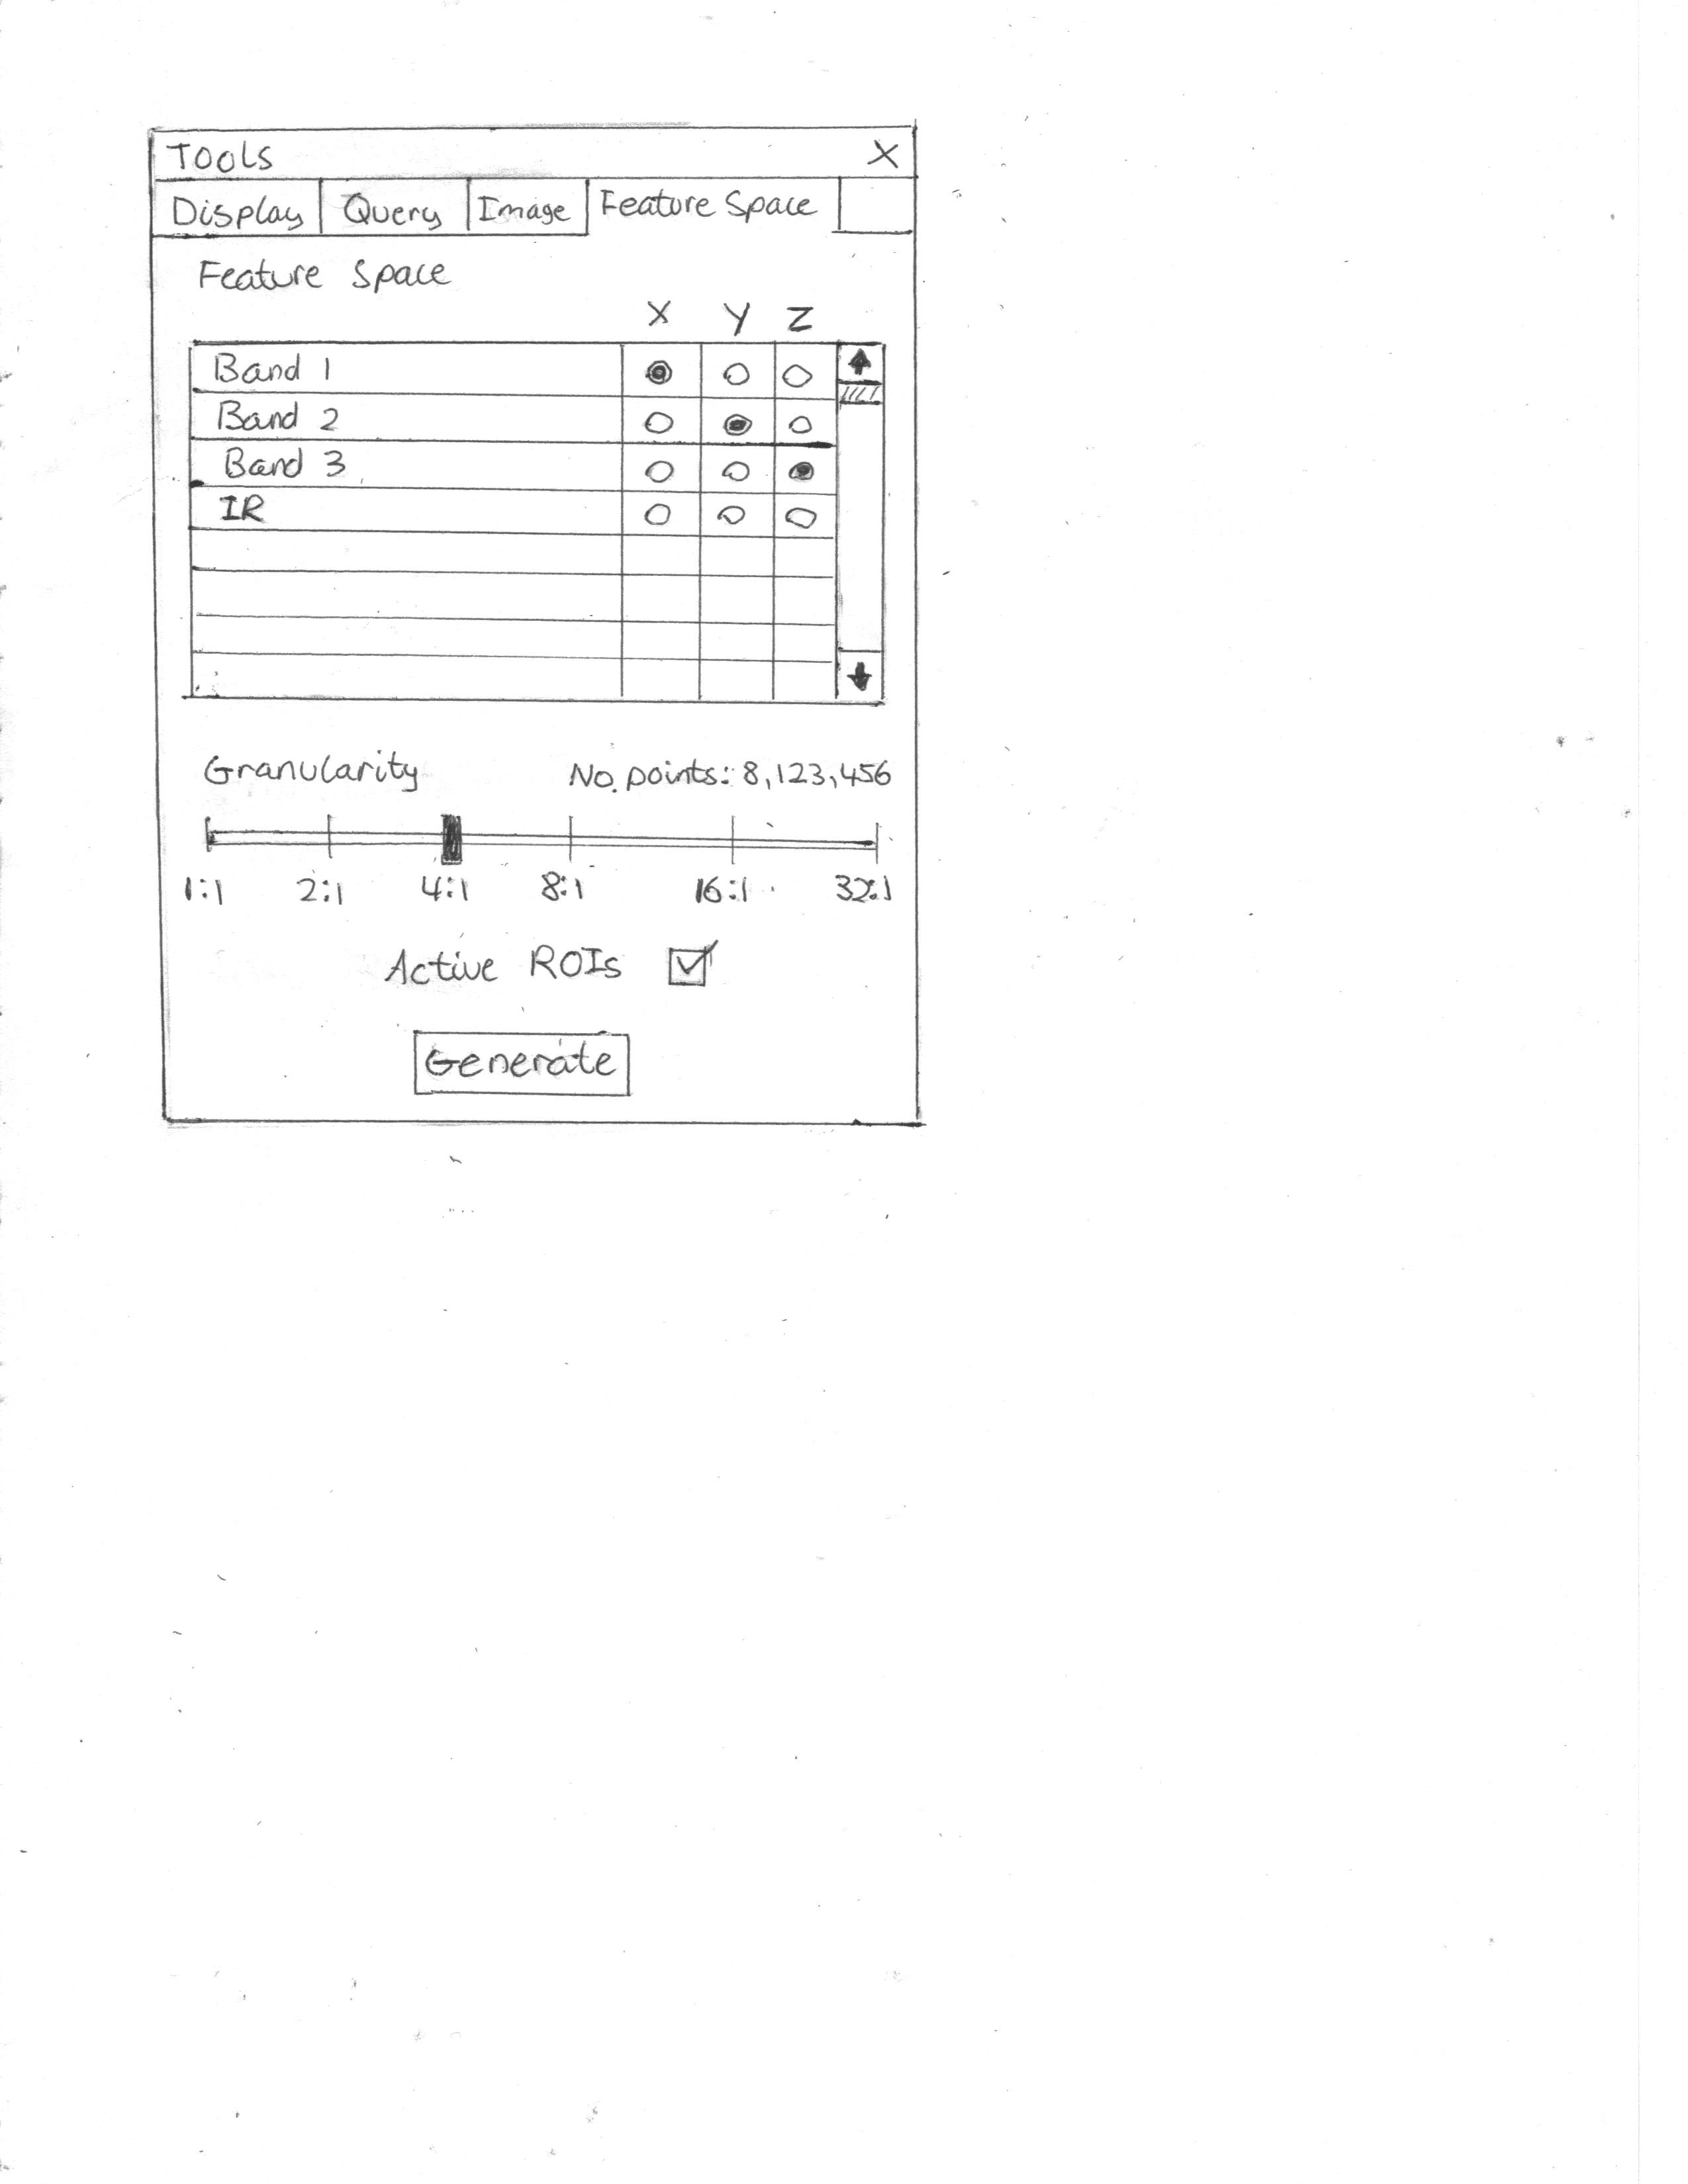 Tools X
Display Query Image Feature Space
Feature Space
X Y Z
Band 1
Band 2
Band 3
IR
Granularity No. points: 8,123,456
1:1 2:1 4:1 8:1 16:1 32:1
Active ROIs
Generate